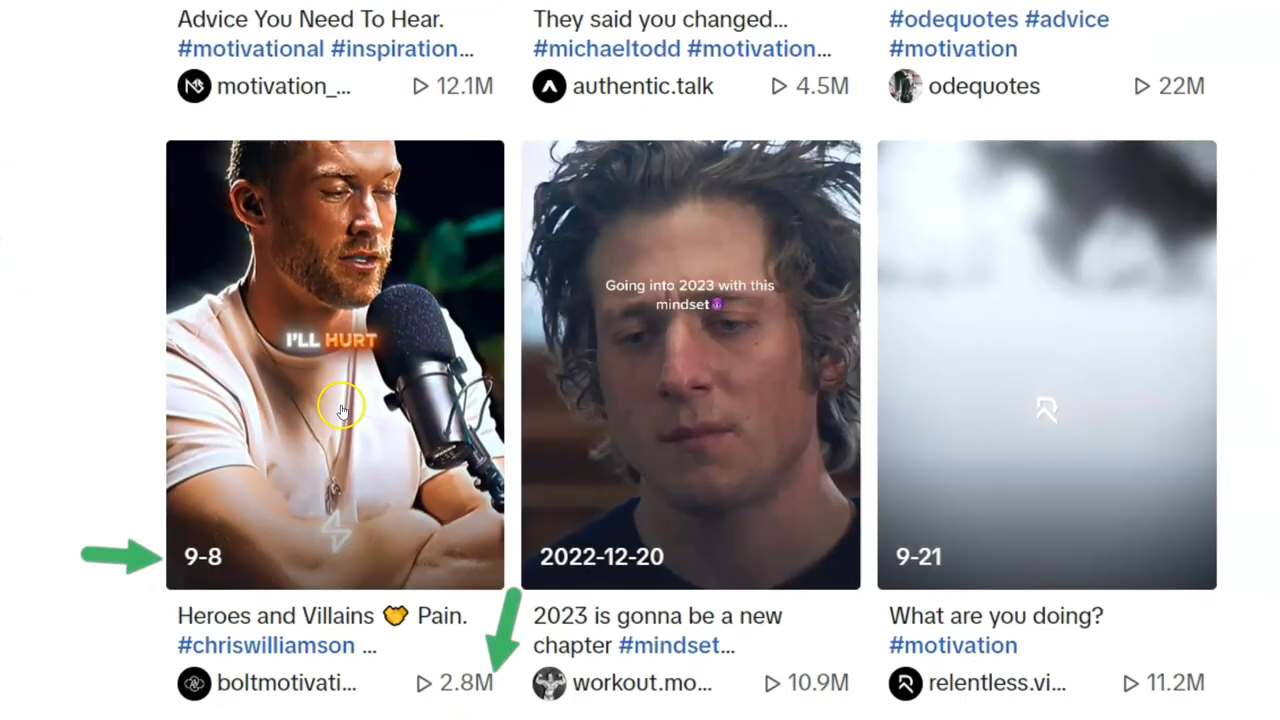 Advice You Need To Hear.
#motivational #inspiration...
motivation_...
12.1M
They said you changed...
#michaeltodd #motivation...
authentic.talk
4.5M
#odequotes #advice
#motivation
odequotes
22M
I'LL HURT
9-8
Heroes and Villains Pain.
#chriswilliamson ...
boltmotivati...
2.8M
Going into 2023 with this
mindset
2022-12-20
2023 is gonna be a new
chapter #mindset...
workout.mo...
10.9M
9-21
What are you doing?
#motivation
relentless.vi...
11.2M